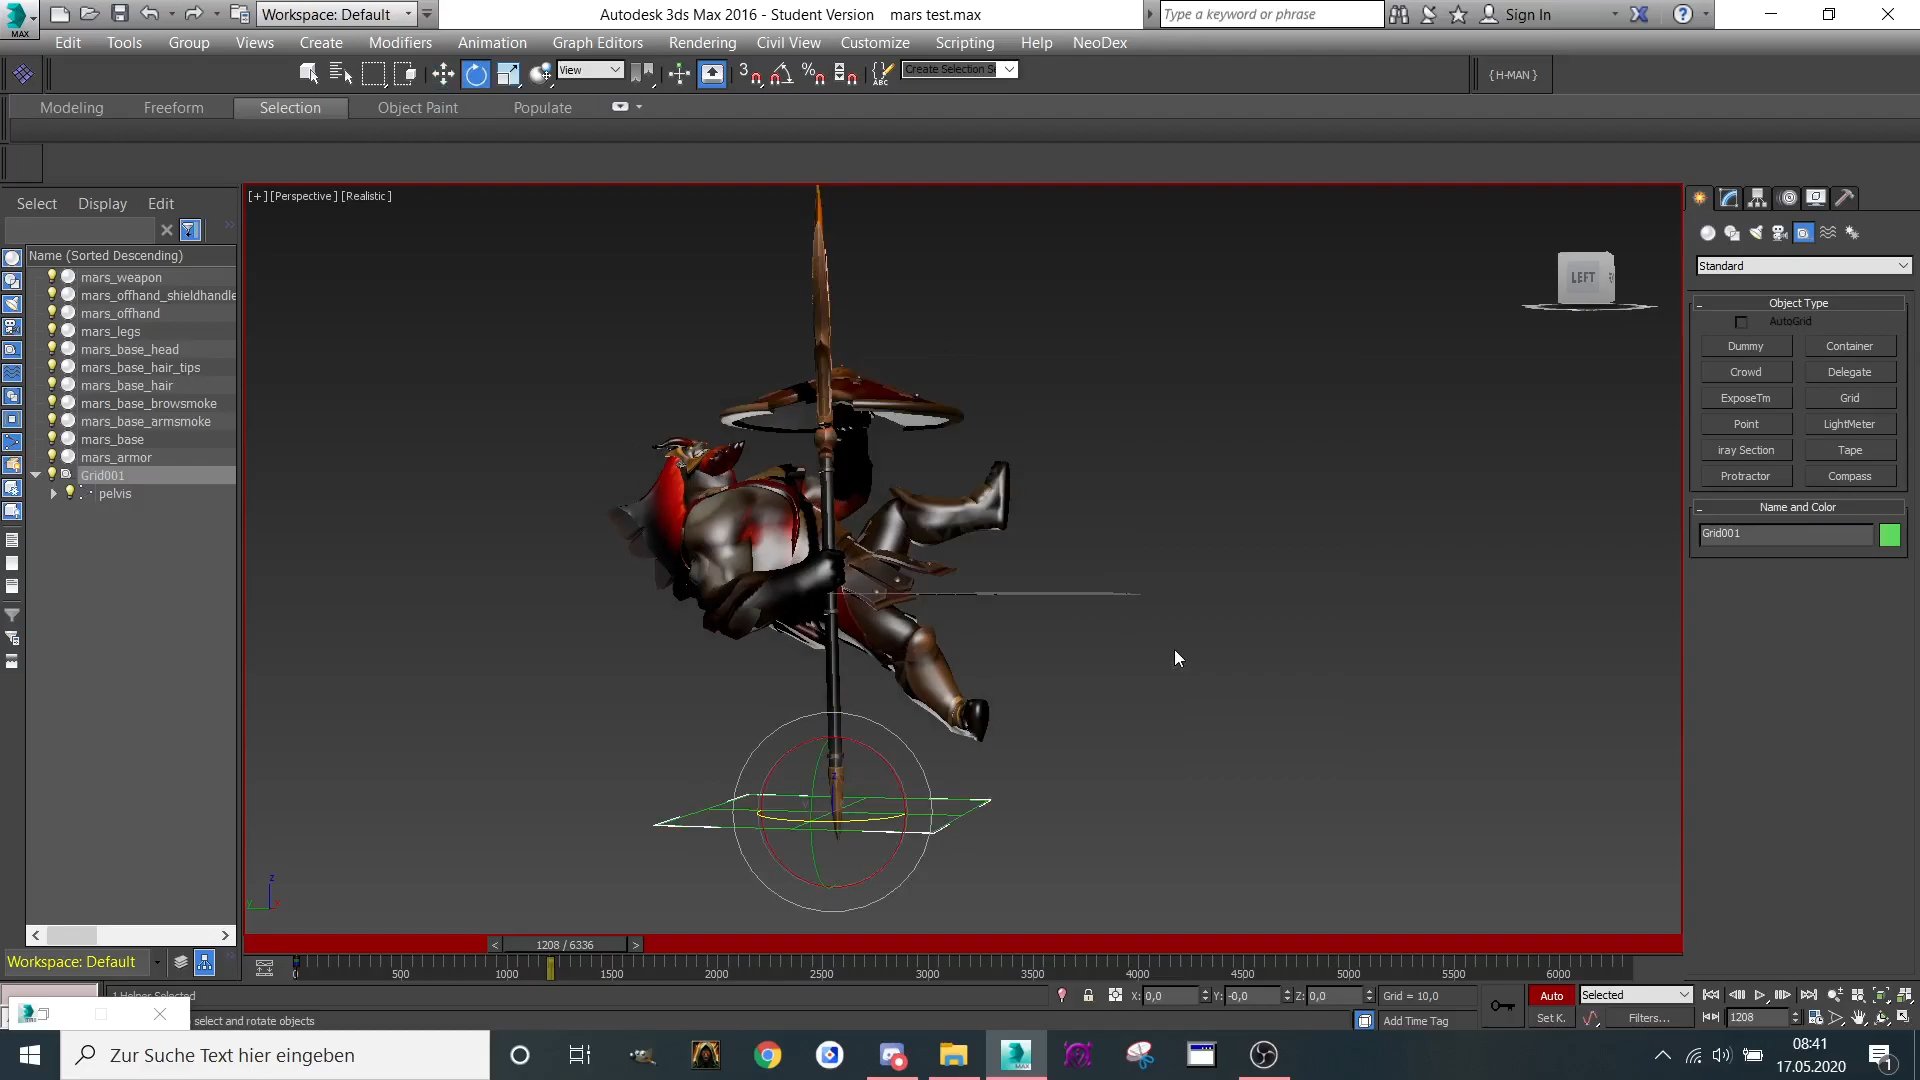 Workspace: Default
Autodesk 3ds Max 2016 - Student Version    mars test.max
Type a keyword or phrase
Sign In
MAX
Edit Tools Group Views Create Modifiers Animation Graph Editors Rendering Civil View Customize Scripting Help NeoDex
View
3
%
ABC
Create Selection S
{H-MAN}
Modeling Freeform Selection Object Paint Populate
Select Display Edit
[+] [Perspective] [Realistic]
LEFT
Name (Sorted Descending)
mars_weapon
mars_offhand_shieldhandle
mars_offhand
mars_legs
mars_base_head
mars_base_hair_tips
mars_base_hair
mars_base_browsmoke
mars_base_armsmoke
mars_base
mars_armor
Grid001
pelvis
Standard
Object Type
AutoGrid
Dummy Container
Crowd Delegate
ExposeTm Grid
Point LightMeter
iray Section Tape
Protractor Compass
Name and Color
Grid001
z
z
y
< 1208 / 6336 >
Workspace: Default
0 500 1000 1500 2000 2500 3000 3500 4000 4500 5000 5500 6000
1 Helper Selected
X: 0,0 Y: -0,0 Z: 0,0 Grid = 10,0
Auto Selected
select and rotate objects
Add Time Tag
Set K. Filters... 1208
Zur Suche Text hier eingeben
MAX
08:41
17.05.2020
1